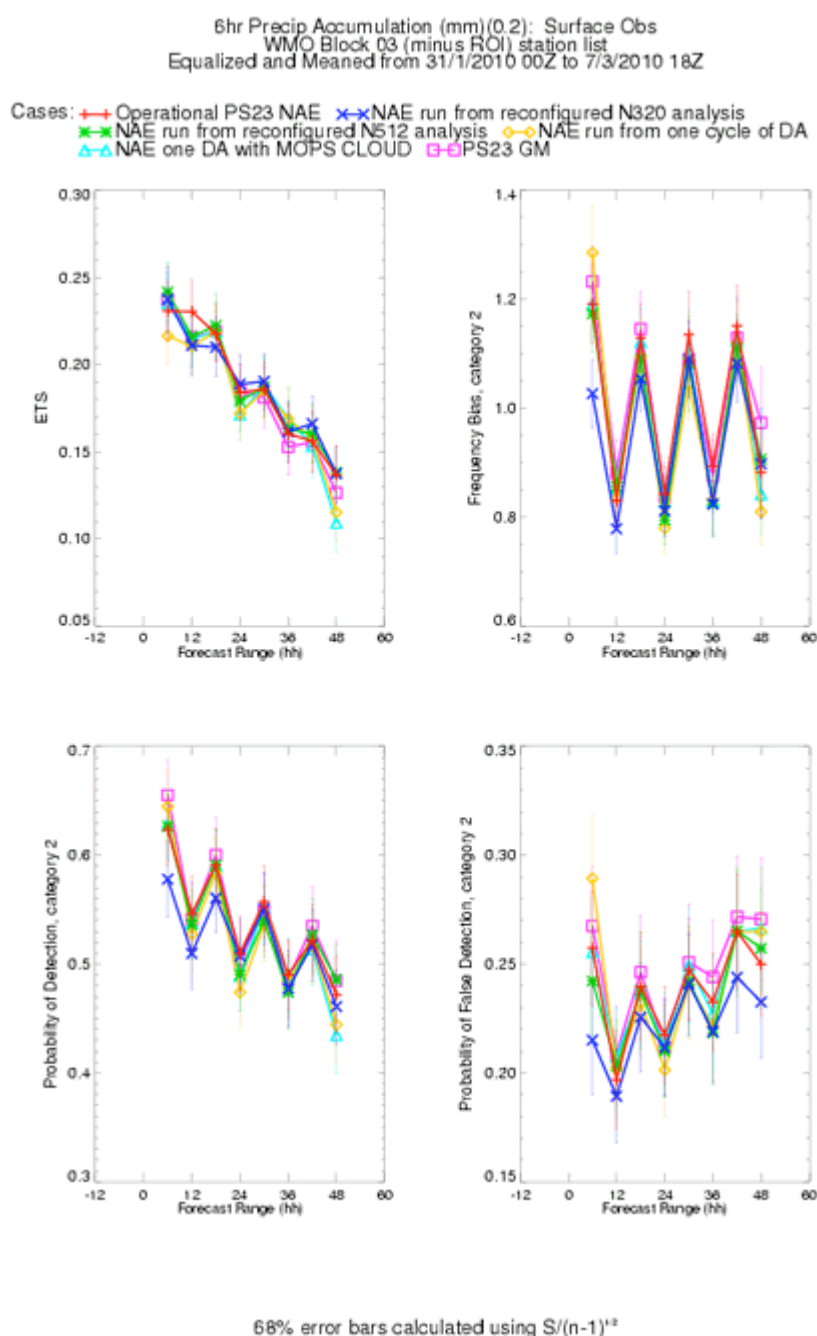 6hr Precip Accumulation (mm)(0.2): Surface Obs
WMO Block 03 (minus ROI) station list
Equalized and Meaned from 31/1/2010 00Z to 7/3/2010 18Z
Cases: Operational PS23 NAE NAE run from reconfigured N320 analysis
NAE run from reconfigured N512 analysis NAE run from one cycle of DA
NAE one DA with MOPS CLOUD PS23 GM
ETS
0.30
0.25
0.20
0.15
0.10
0.05
-12 0 12 24 36 48 60
Forecast Range (hh)
Frequency Bias, category 2
1.4
1.2
1.0
0.8
0.6
-12 0 12 24 36 48 60
Forecast Range (hh)
Probability of Detection, category 2
0.7
0.6
0.5
0.4
0.3
-12 0 12 24 36 48 60
Forecast Range (hh)
Probability of False Detection, category 2
0.35
0.30
0.25
0.20
0.15
-12 0 12 24 36 48 60
Forecast Range (hh)
68% error bars calculated using S/(n-1)